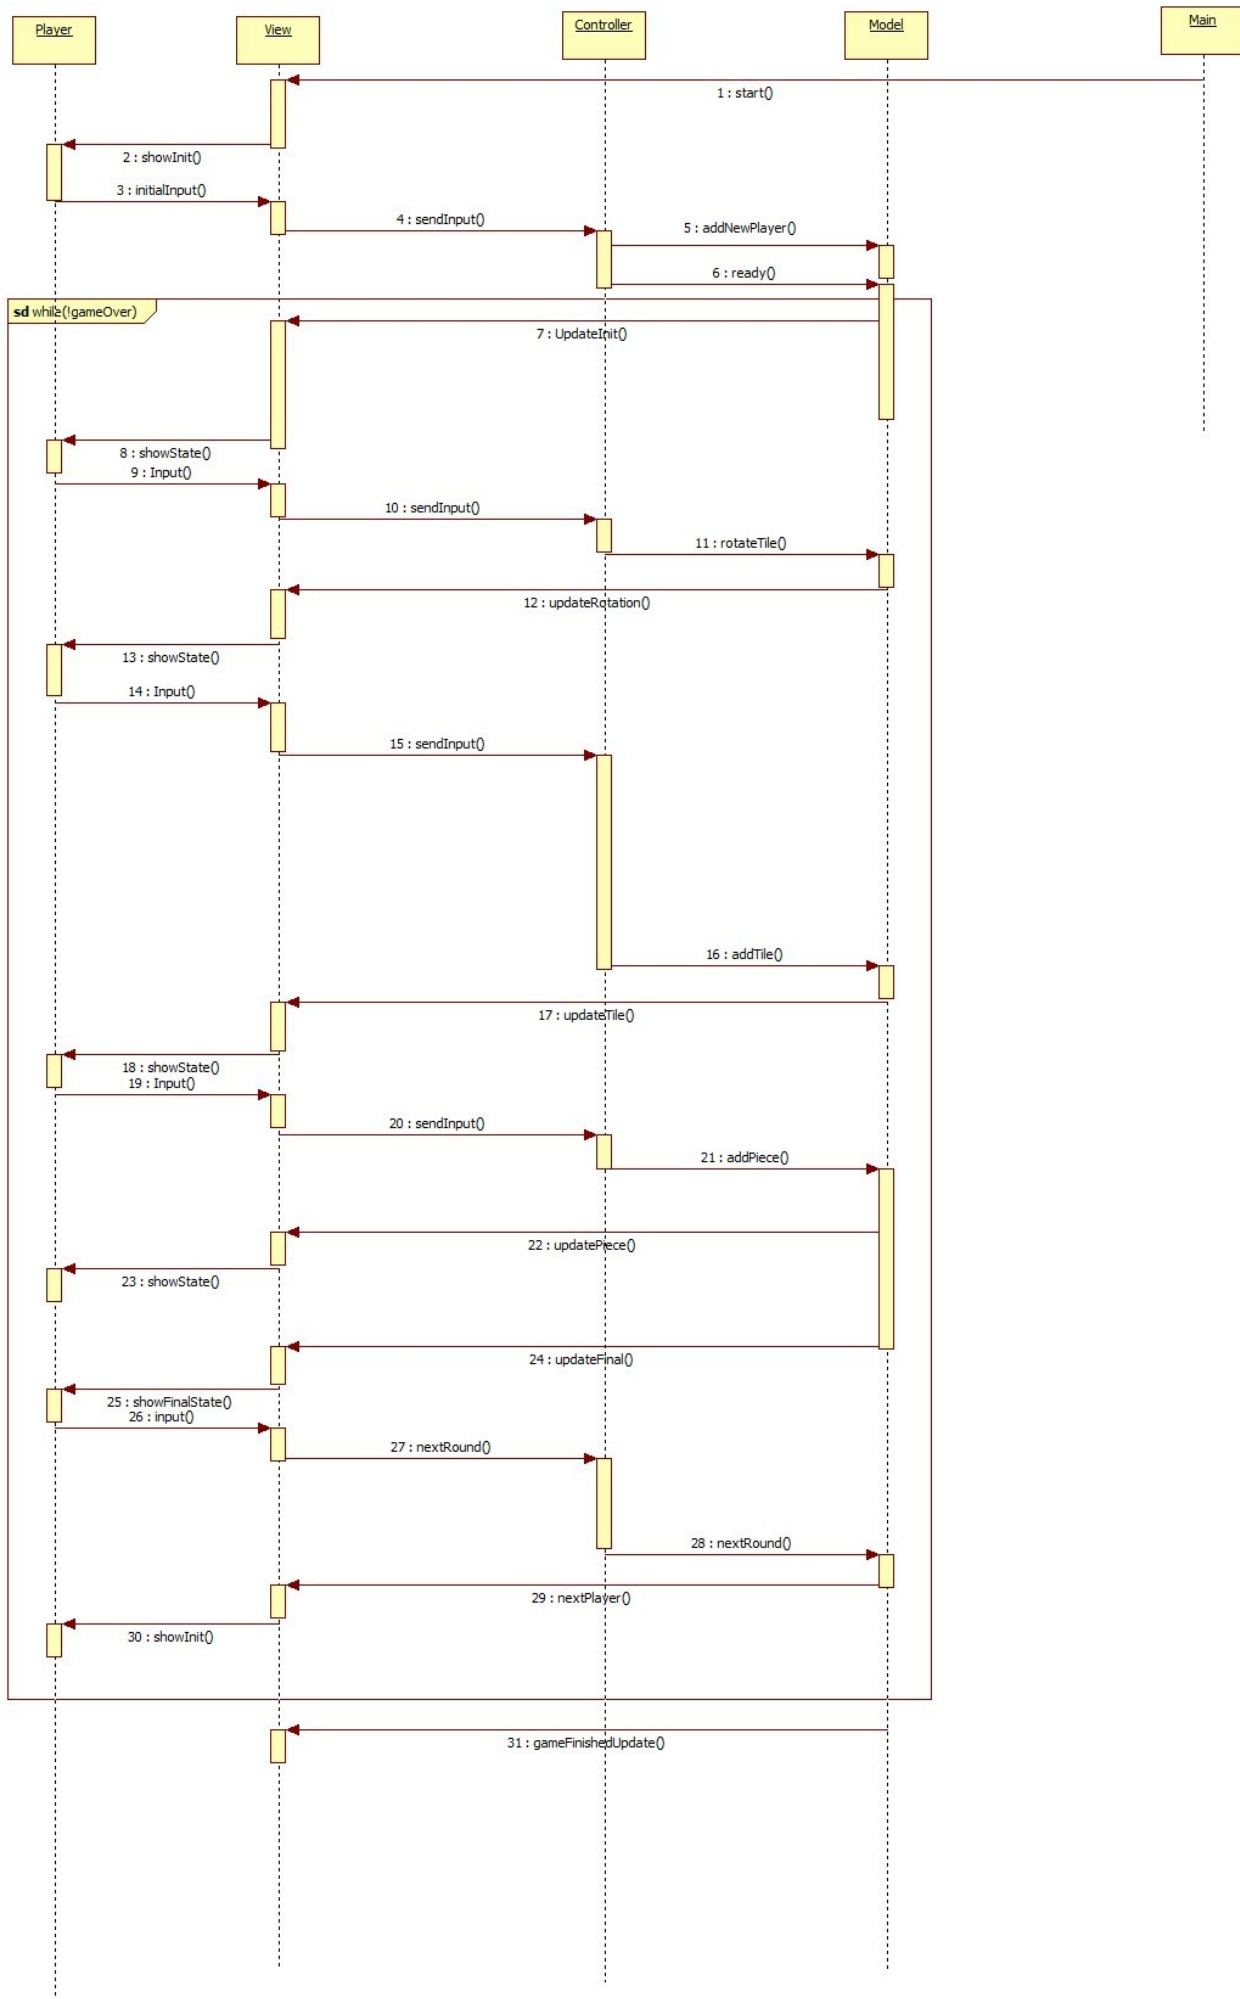 Player
View
Controller
Model
Main
1 : start()
2 : showInit()
3 : initialInput()
4 : sendInput()
5 : addNewPlayer()
6 : ready()
sd while(!gameOver)
7 : UpdateInit()
8 : showState()
9 : Input()
10 : sendInput()
11 : rotateTile()
12 : updateRotation()
13 : showState()
14 : Input()
15 : sendInput()
16 : addTile()
17 : updateTile()
18 : showState()
19 : Input()
20 : sendInput()
21 : addPiece()
22 : updatePiece()
23 : showState()
24 : updateFinal()
25 : showFinalState()
26 : input()
27 : nextRound()
28 : nextRound()
29 : nextPlayer()
30 : showInit()
31 : gameFinishedUpdate()